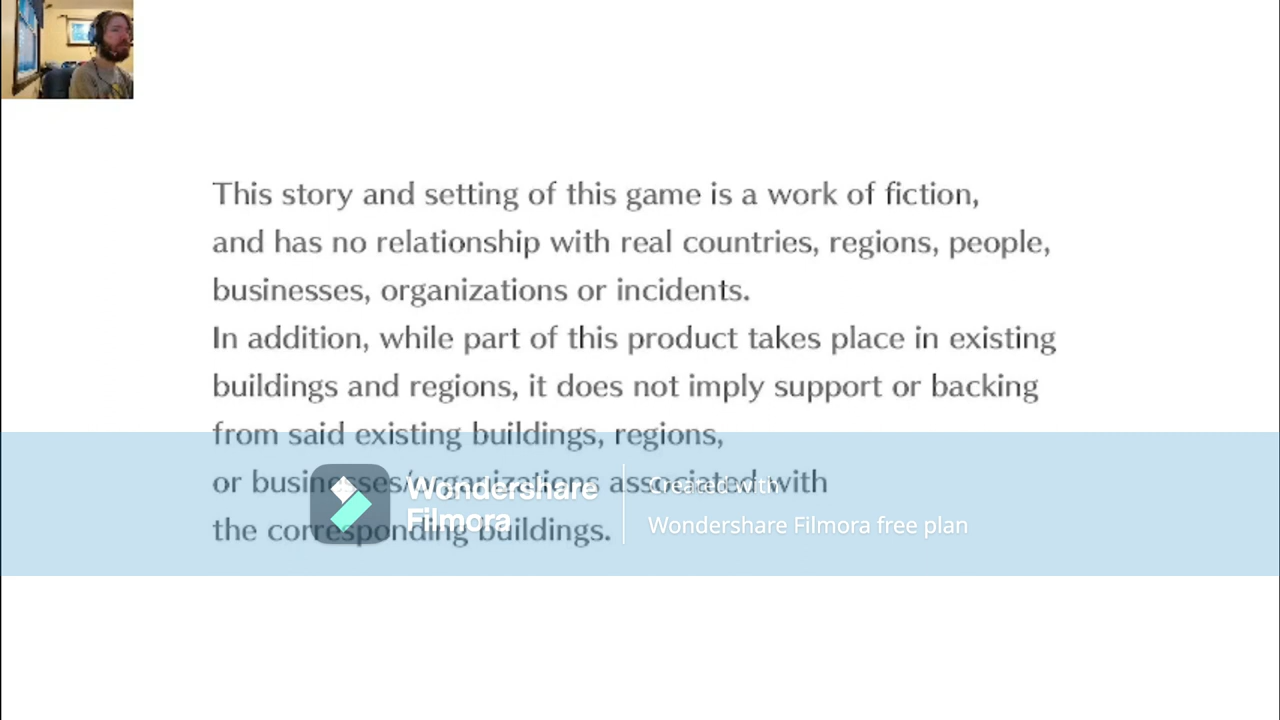 This story and setting of this game is a work of fiction,
and has no relationship with real countries, regions, people,
businesses, organizations or incidents.
In addition, while part of this product takes place in existing
buildings and regions, it does not imply support or backing
from said existing buildings, regions,
or businesses/organizations associated with
the corresponding buildings.
Wondershare
Filmora
Created with
Wondershare Filmora free plan